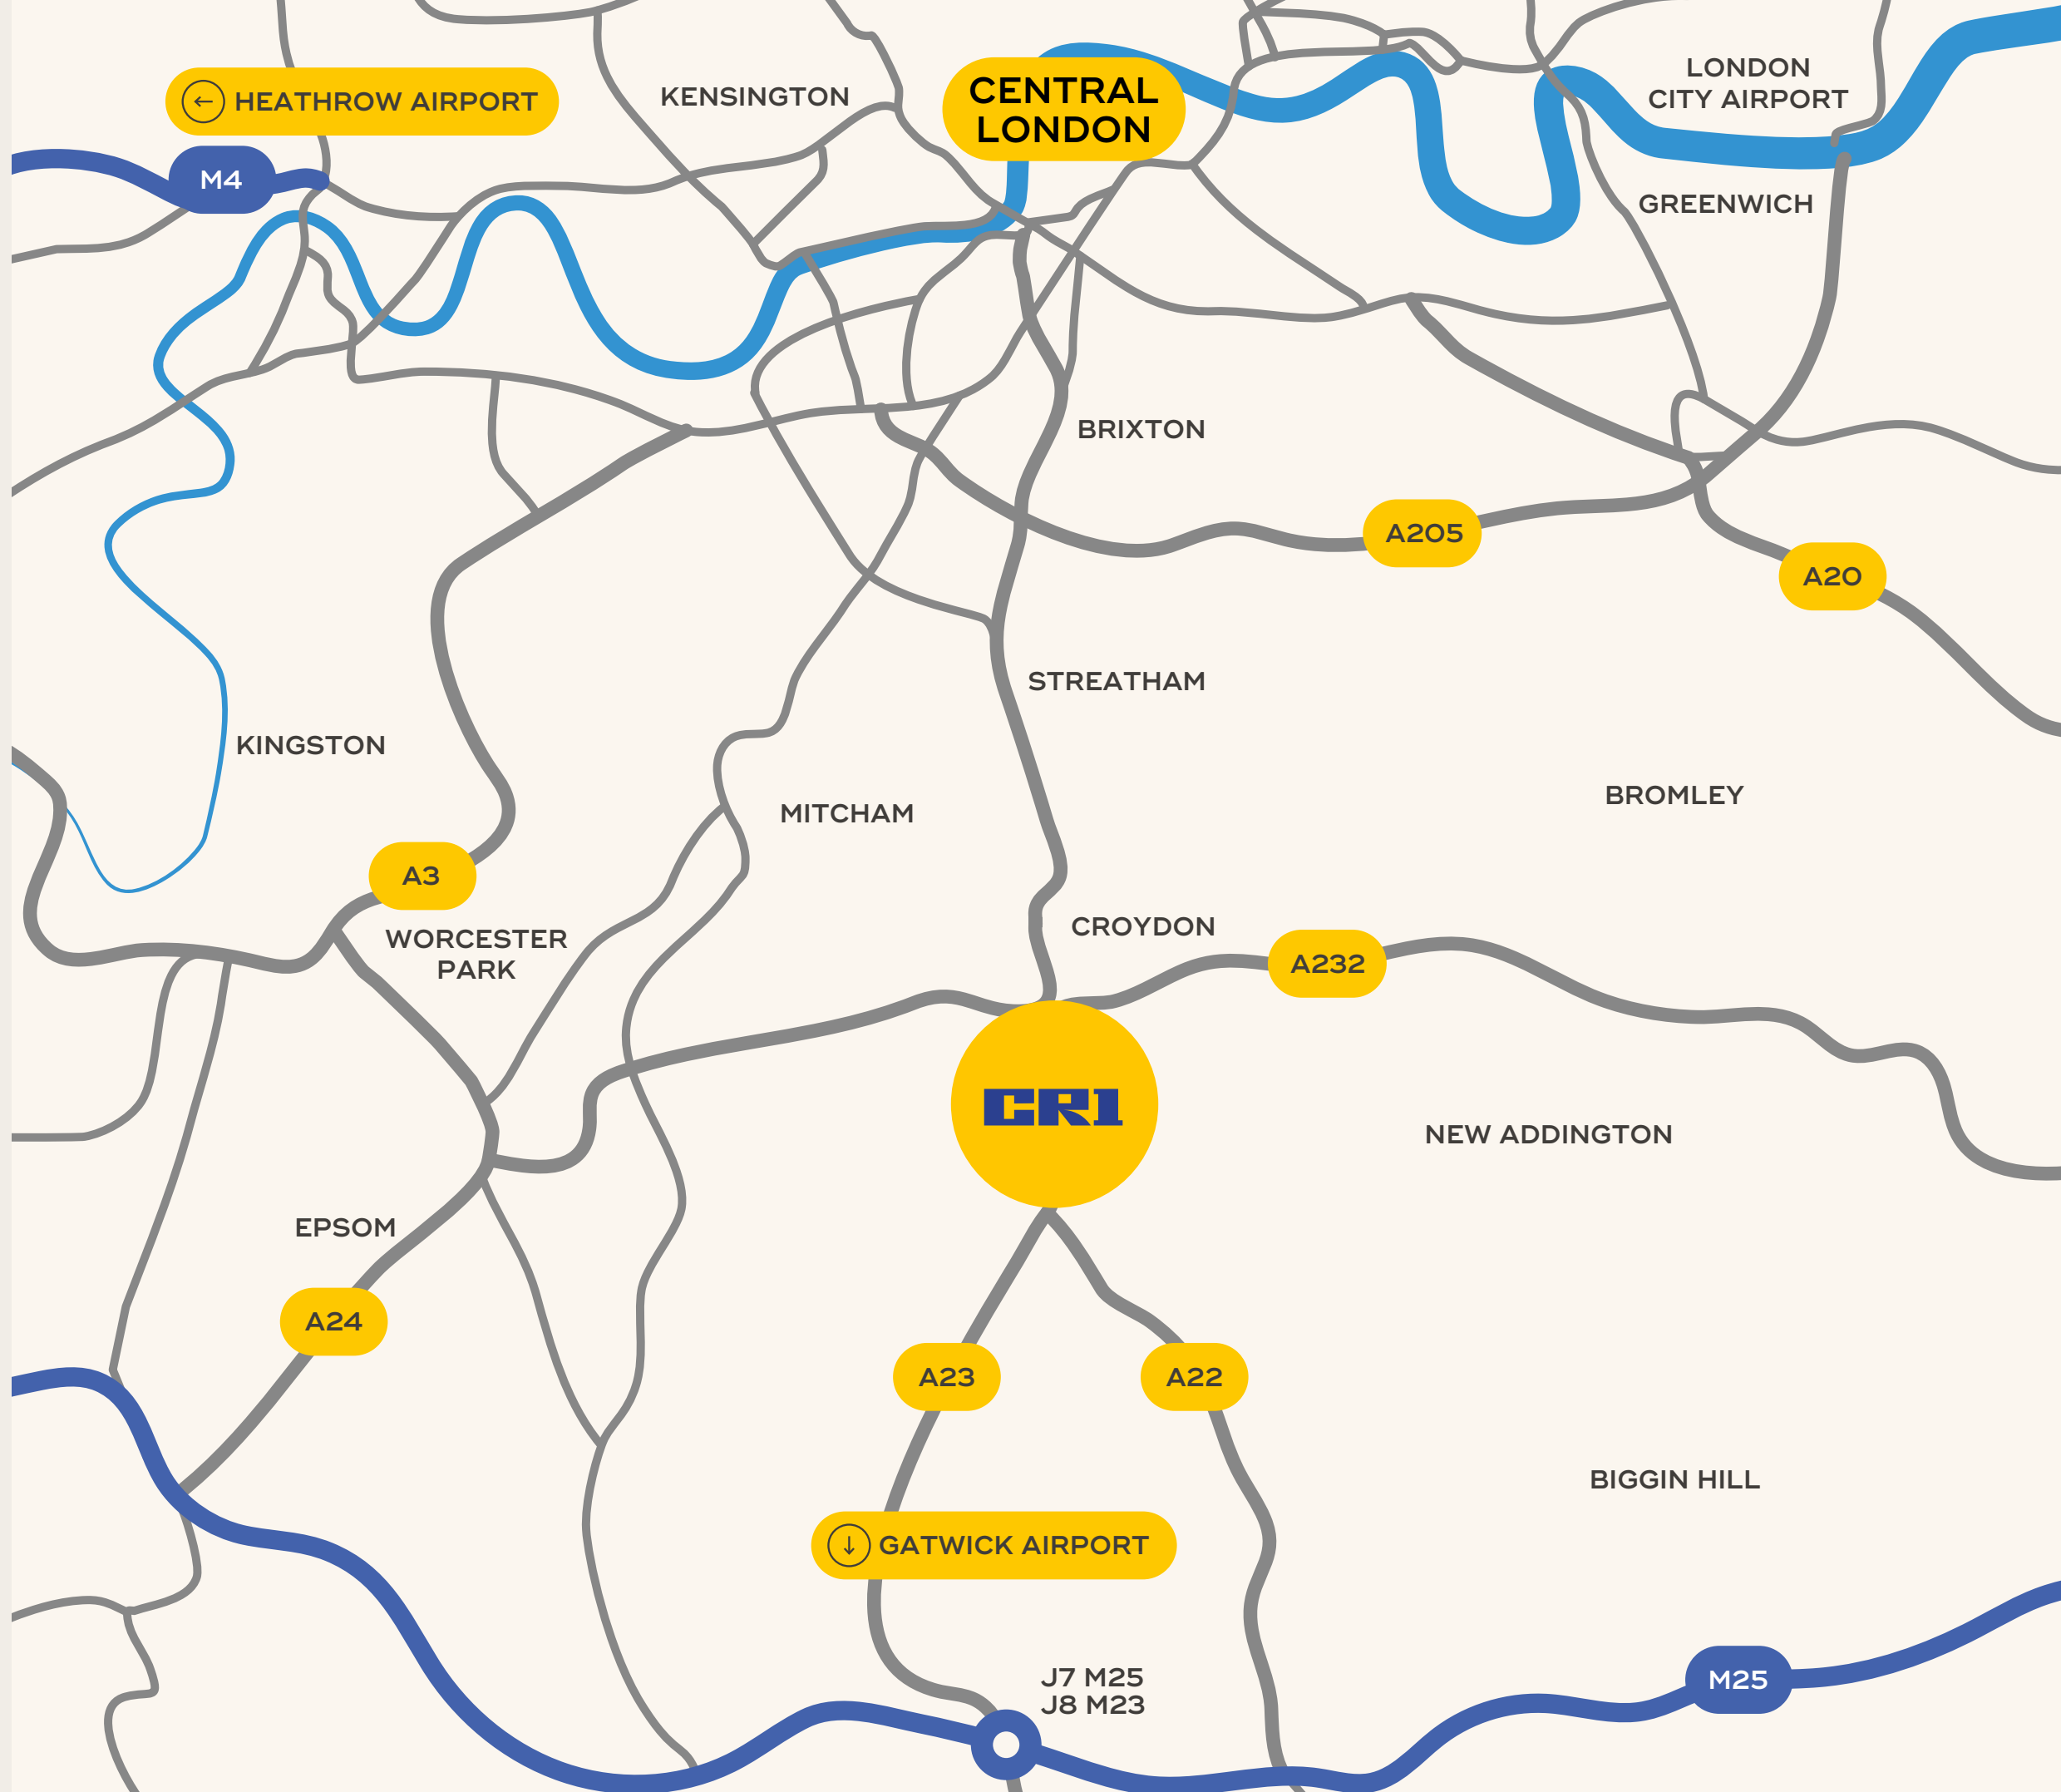 LONDON
CITY AIRPORT
CENTRAL
LONDON
KENSINGTON
← HEATHROW AIRPORT
M4
GREENWICH
BRIXTON
A205
A20
STREATHAM
KINGSTON
BROMLEY
MITCHAM
A3
CROYDON
WORCESTER
PARK
A232
CR1
NEW ADDINGTON
EPSOM
A24
A23
A22
BIGGIN HILL
↓ GATWICK AIRPORT
J7 M25
J8 M23
M25